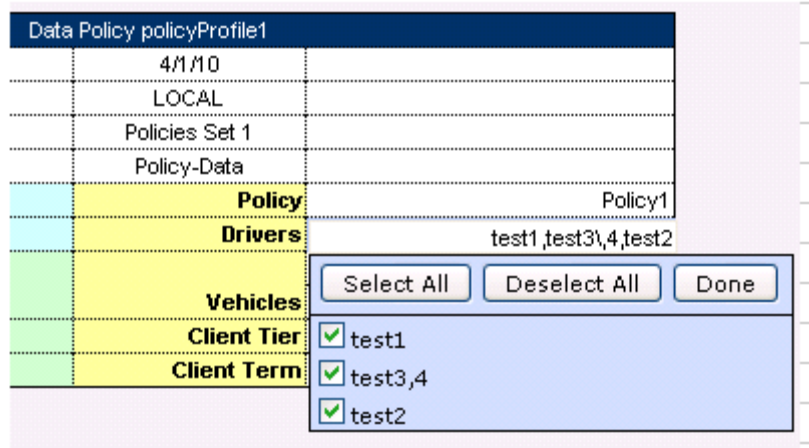 Data Policy policyProfile1
4/1/10
LOCAL
Policies Set 1
Policy-Data
Policy Policy1
Drivers test1,test3\,4,test2
Select All Deselect All Done
Vehicles
Client Tier test1
Client Term test3,4
test2